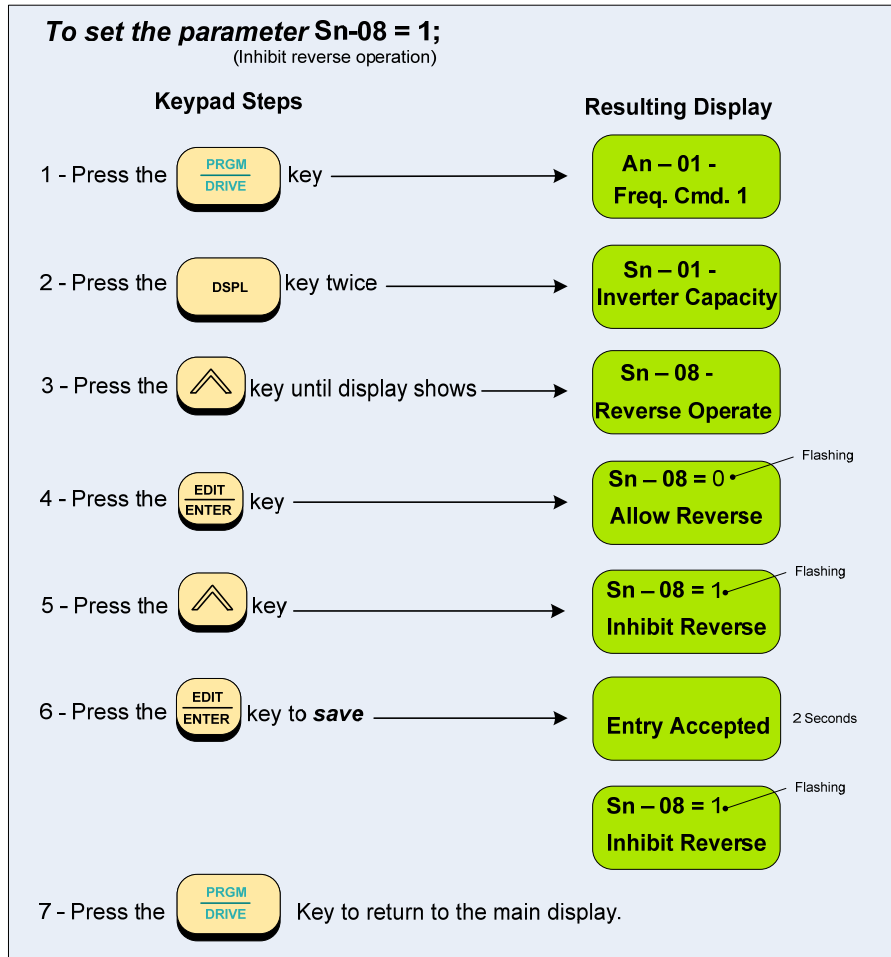 To set the parameter Sn-08 = 1;
(Inhibit reverse operation)
Keypad Steps
Resulting Display
1 - Press the PRGM DRIVE key
An – 01 -
Freq. Cmd. 1
2 - Press the DSPL key twice
Sn – 01 -
Inverter Capacity
3 - Press the key until display shows
Sn – 08 -
Reverse Operate
Flashing
4 - Press the EDIT ENTER key
Sn – 08 = 0
Allow Reverse
Flashing
5 - Press the key
Sn – 08 = 1
Inhibit Reverse
6 - Press the EDIT ENTER key to save
Entry Accepted
2 Seconds
Flashing
Sn – 08 = 1
Inhibit Reverse
7 - Press the PRGM DRIVE Key to return to the main display.